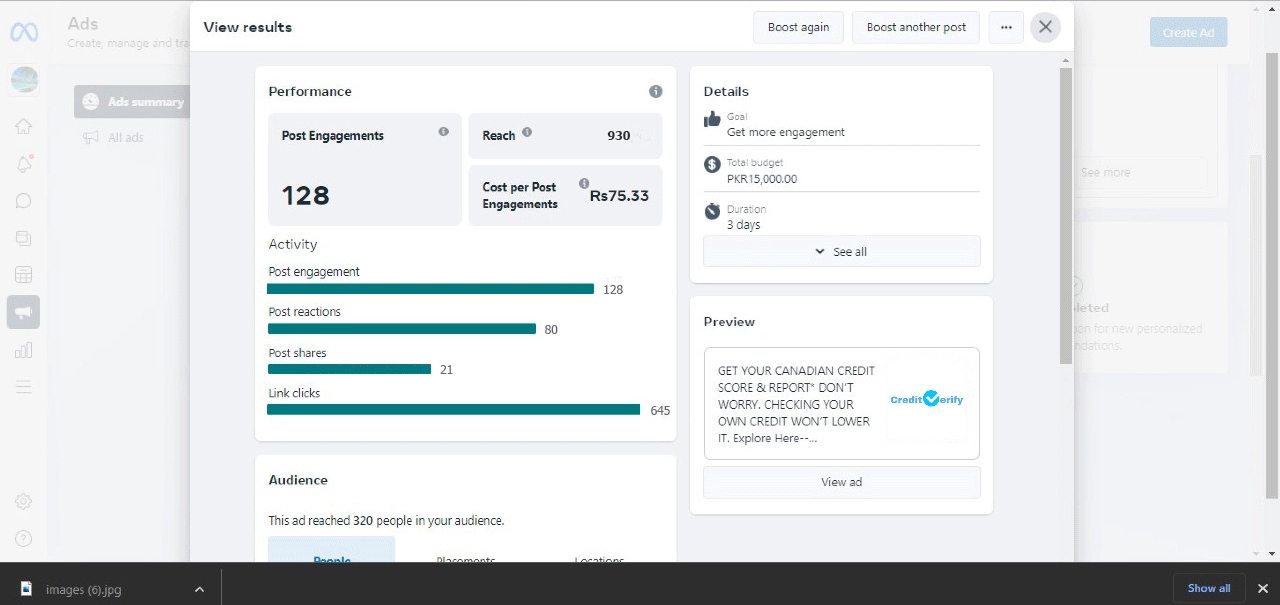 Ads
Create, manage and tra
Ads summary
All ads
View results
Boost again
Boost another post
Create Ad
Performance
Post Engagements
128
Reach
930
Cost per Post
Engagements
Rs75.33
Activity
Post engagement
128
Post reactions
80
Post shares
21
Link clicks
645
Audience
This ad reached 320 people in your audience.
People
Placements
Locations
Details
Goal
Get more engagement
Total budget
PKR15,000.00
Duration
3 days
See all
Preview
GET YOUR CANADIAN CREDIT
SCORE & REPORT* DON'T
WORRY. CHECKING YOUR
OWN CREDIT WON'T LOWER
IT. Explore Here--...
Credit Verify
View ad
See more
leted
on for new personalized
ndations.
images (6).jpg
Show all